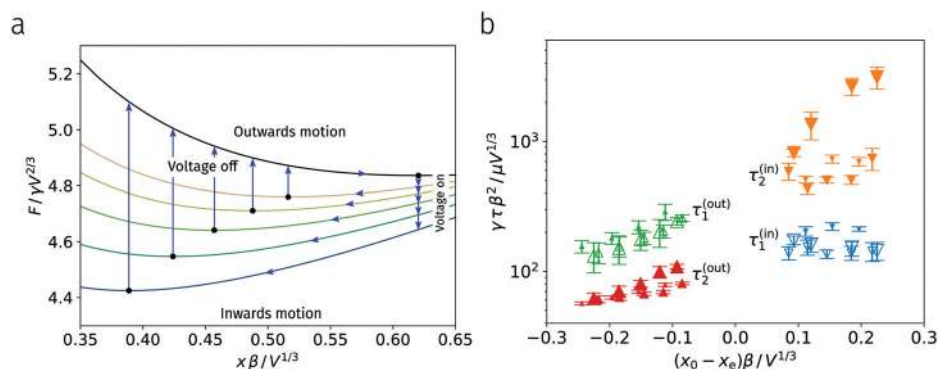 a
5.2
5.0
4.8
4.6
4.4
F/γV^{2/3}
Outwards motion
Voltage off
Voltage on
Inwards motion
0.35 0.40 0.45 0.50 0.55 0.60 0.65
xβ/V^{1/3}
b
10^3
10^2
γτβ^2/μV^{1/3}
τ_2^{(in)}
τ_1^{(in)}
τ_1^{(out)}
τ_2^{(out)}
−0.3 −0.2 −0.1 0.0 0.1 0.2 0.3
(x_0 − x_e)β/V^{1/3}